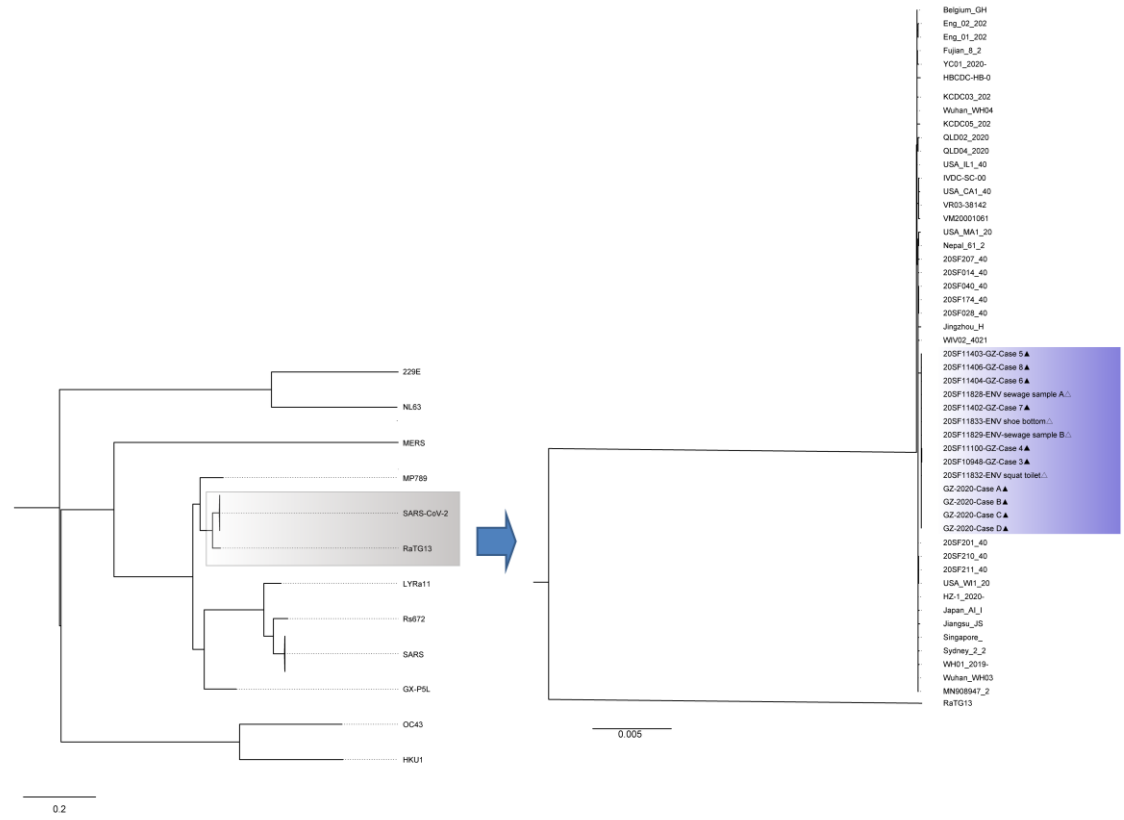 229E
NL63
MERS
MP789
SARS-CoV-2
RaTG13
LYRa11
Rs672
SARS
GX-P5L
OC43
HKU1
0.2
Belgium_GH
Eng_02_202
Eng_01_202
Fujian_8_2
YC01_2020-
HBCDC-HB-0
KCDC03_202
Wuhan_WH04
KCDC05_202
QLD02_2020
QLD04_2020
USA_IL1_40
IVDC-SC-00
USA_CA1_40
VR03-38142
VM20001061
USA_MA1_20
Nepal_61_2
20SF207_40
20SF014_40
20SF040_40
20SF174_40
20SF028_40
Jingzhou_H
WIV02_4021
20SF11403-GZ-Case 5▲
20SF11406-GZ-Case 8▲
20SF11404-GZ-Case 6▲
20SF11828-ENV sewage sample A△
20SF11402-GZ-Case 7▲
20SF11833-ENV shoe bottom△
20SF11829-ENV-sewage sample B△
20SF11100-GZ-Case 4▲
20SF10948-GZ-Case 3▲
20SF11832-ENV squat toilet△
GZ-2020-Case A▲
GZ-2020-Case B▲
GZ-2020-Case C▲
GZ-2020-Case D▲
20SF201_40
20SF210_40
20SF211_40
USA_WI1_20
HZ-1_2020-
Japan_AI_I
Jiangsu_JS
Singapore_
Sydney_2_2
WH01_2019-
Wuhan_WH03
MN908947_2
RaTG13
0.005